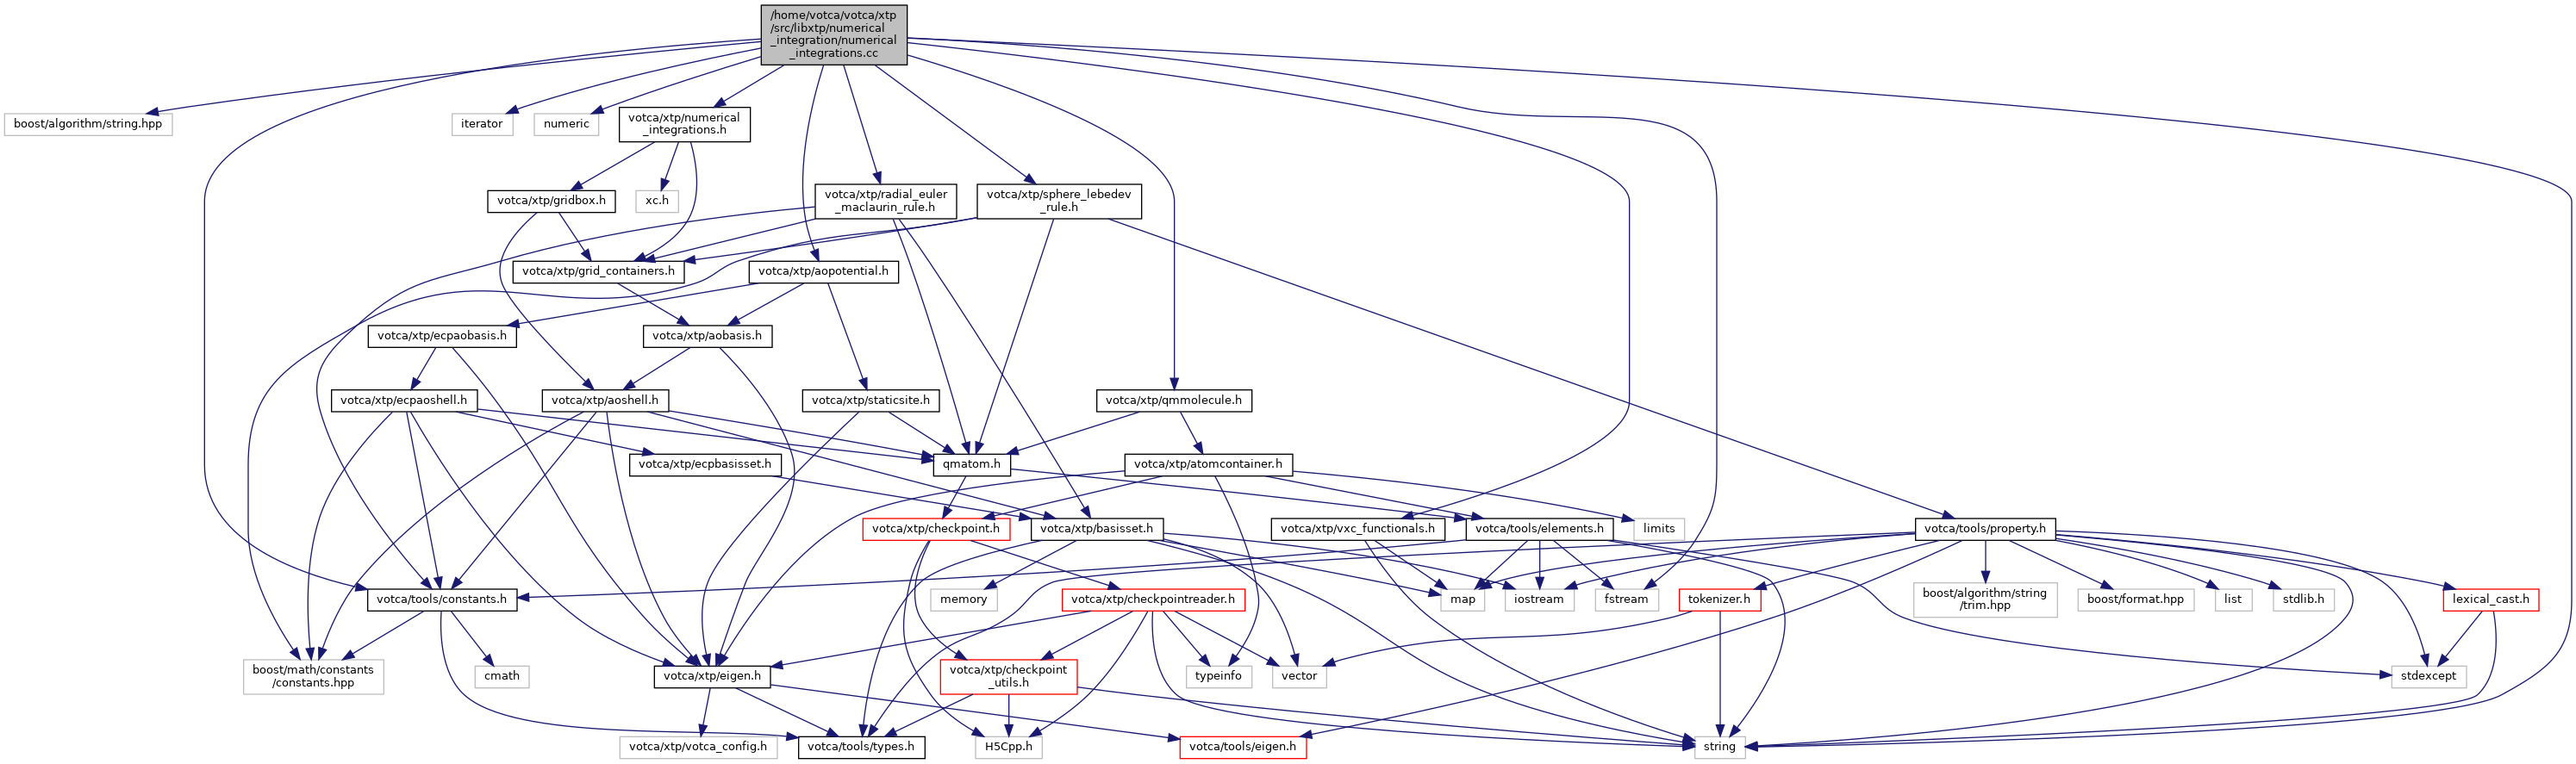 /home/votca/votca/xtp
/src/libxtp/numerical
_integration/numerical
_integrations.cc
boost/algorithm/string.hpp
iterator
numeric
votca/xtp/numerical
_integrations.h
votca/xtp/gridbox.h
xc.h
votca/xtp/radial_euler
_maclaurin_rule.h
votca/xtp/sphere_lebedev
_rule.h
votca/xtp/grid_containers.h
votca/xtp/aopotential.h
votca/xtp/ecpaobasis.h
votca/xtp/aobasis.h
votca/xtp/ecpaoshell.h
votca/xtp/aoshell.h
votca/xtp/staticsite.h
votca/xtp/qmmolecule.h
votca/xtp/ecpbasisset.h
qmatom.h
votca/xtp/atomcontainer.h
votca/xtp/checkpoint.h
votca/xtp/basisset.h
votca/xtp/vxc_functionals.h
votca/tools/elements.h
limits
votca/tools/property.h
votca/tools/constants.h
memory
votca/xtp/checkpointreader.h
map
iostream
fstream
tokenizer.h
boost/algorithm/string
/trim.hpp
boost/format.hpp
list
stdlib.h
lexical_cast.h
boost/math/constants
/constants.hpp
cmath
votca/xtp/eigen.h
votca/xtp/checkpoint
_utils.h
typeinfo
vector
stdexcept
votca/xtp/votca_config.h
votca/tools/types.h
H5Cpp.h
votca/tools/eigen.h
string